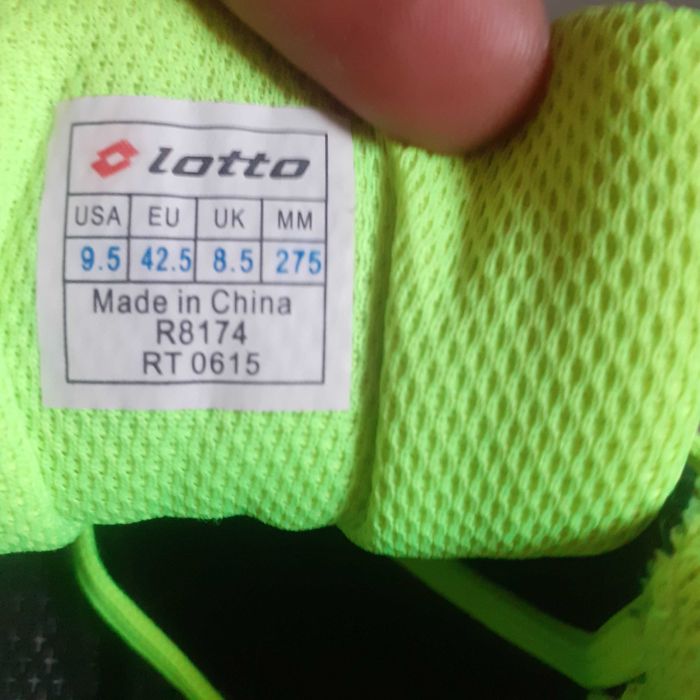 lotto
USA EU UK MM
9.5 42.5 8.5 275
Made in China
R8174
RT 0615